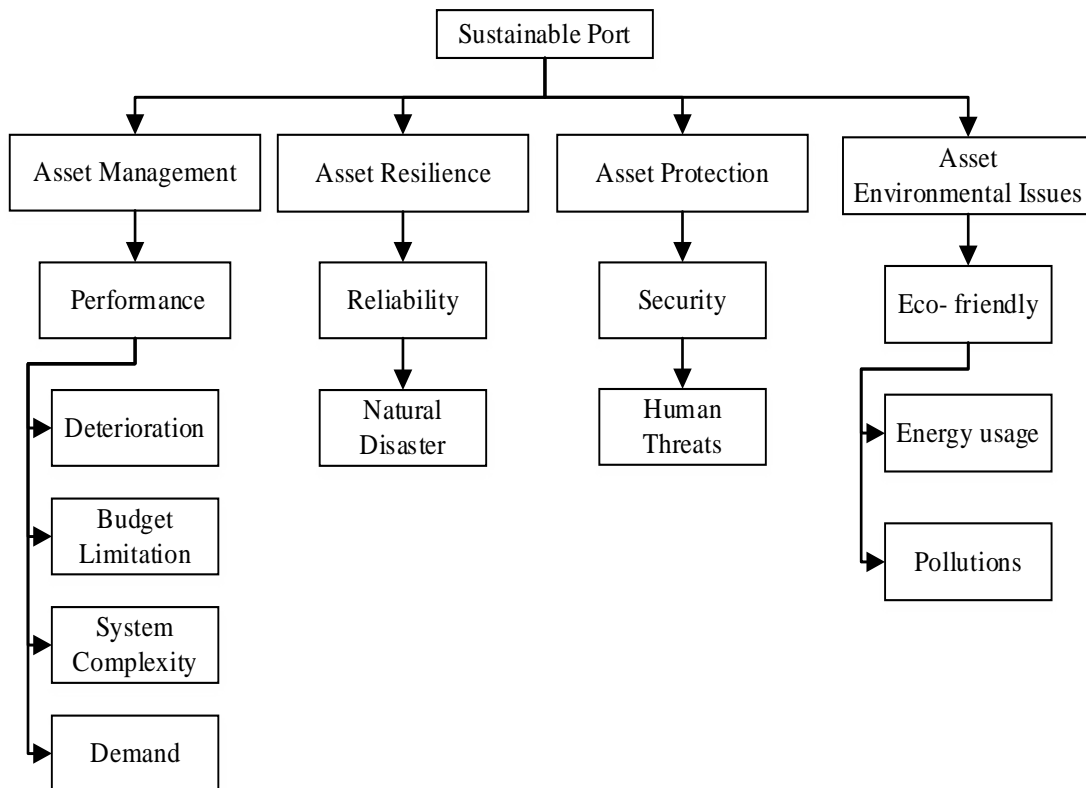 Sustainable Port
Asset Management
Asset Resilience
Asset Protection
Asset
Environmental Issues
Performance
Reliability
Security
Eco- friendly
Deterioration
Natural
Disaster
Human
Threats
Energy usage
Budget
Limitation
Pollutions
System
Complexity
Demand